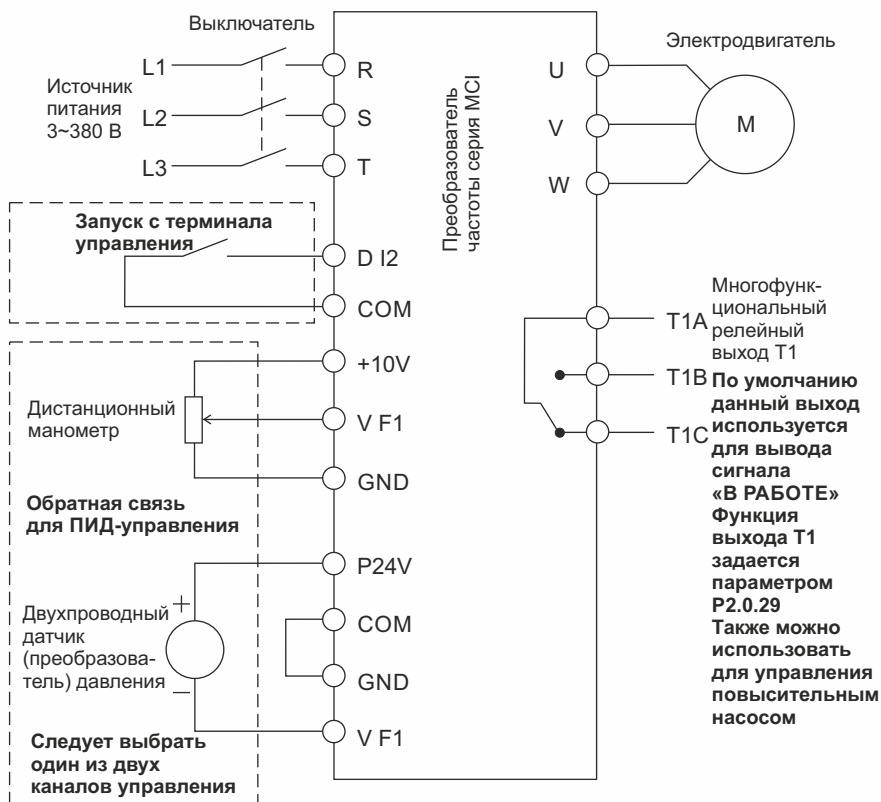 Выключатель
Источник
питания
3~380 В
L1
L2
L3
R
S
T
Преобразователь
частоты серия MCI
Электродвигатель
U
V
W
M
Запуск с терминала
управления
D I2
COM
+10V
V F1
GND
Дистанционный
манометр
Обратная связь
для ПИД-управления
P24V
COM
GND
V F1
+
Двухпроводный
датчик
(преобразова-
тель) давления
–
Следует выбрать
один из двух
каналов управления
T1A
T1B
T1C
Многофунк-
циональный
релейный
выход T1
По умолчанию
данный выход
используется
для вывода
сигнала
«В РАБОТЕ»
Функция
выхода T1
задается
параметром
P2.0.29
Также можно
использовать
для управления
повысительным
насосом